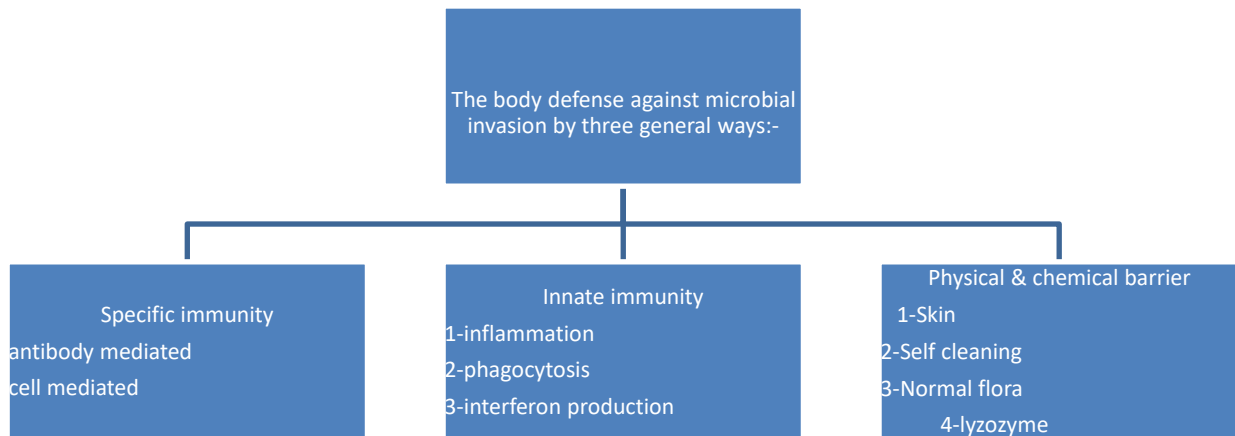 The body defense against microbial
invasion by three general ways:-
Specific immunity
antibody mediated
cell mediated
Innate immunity
1-inflammation
2-phagocytosis
3-interferon production
Physical & chemical barrier
1-Skin
2-Self cleaning
3-Normal flora
4-lyzozyme